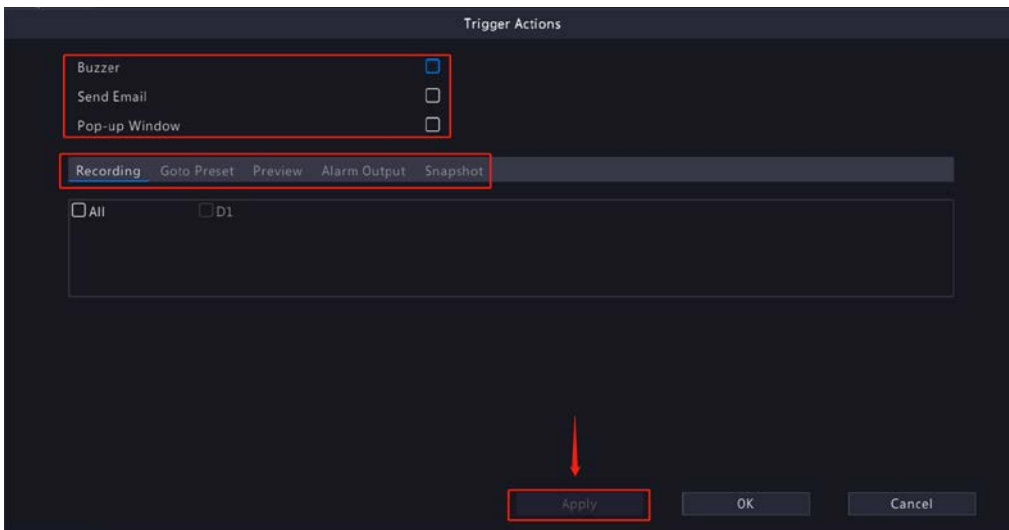 Trigger Actions
Buzzer
Send Email
Pop-up Window
Recording Goto Preset Preview Alarm Output Snapshot
All D1
Apply OK Cancel